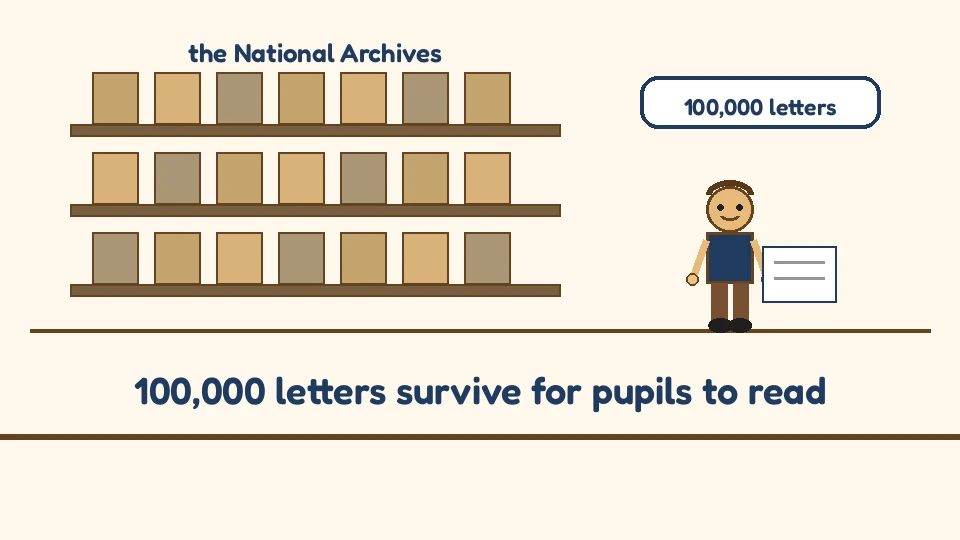 the National Archives
100,000 letters
100,000 letters survive for pupils to read